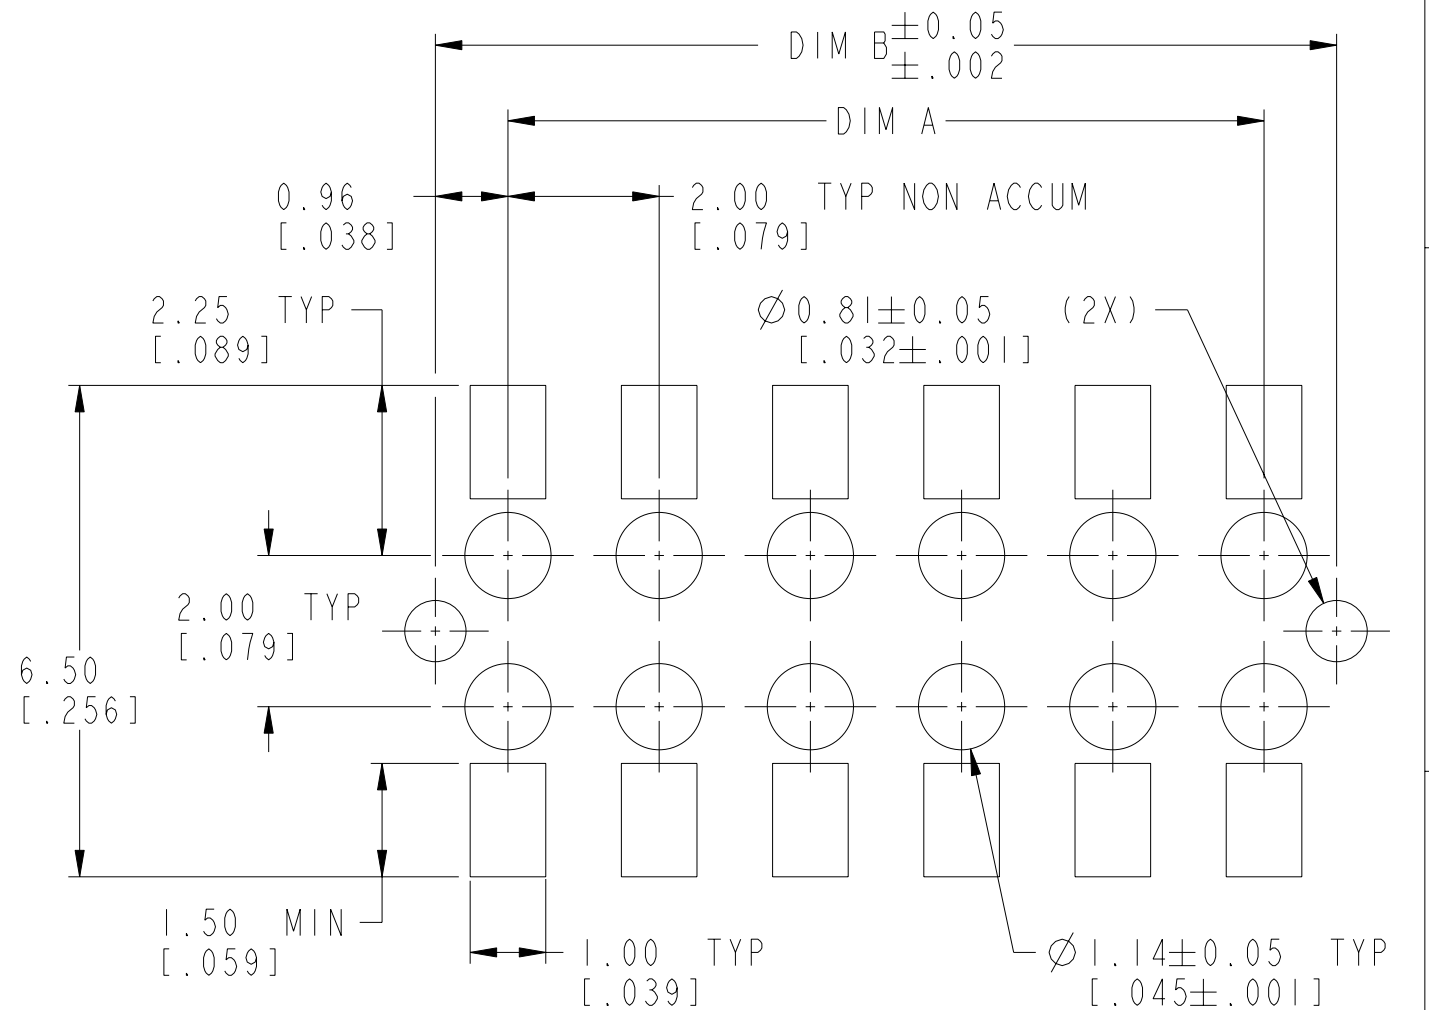 DIM B ±0.05
±.002
DIM A
0.96
[.038]
2.00 TYP NON ACCUM
[.079]
2.25 TYP
[.089]
Ø0.81±0.05 (2X)
[.032±.001]
2.00 TYP
[.079]
6.50
[.256]
1.50 MIN
[.059]
1.00 TYP
[.039]
Ø1.14±0.05 TYP
[.045±.001]